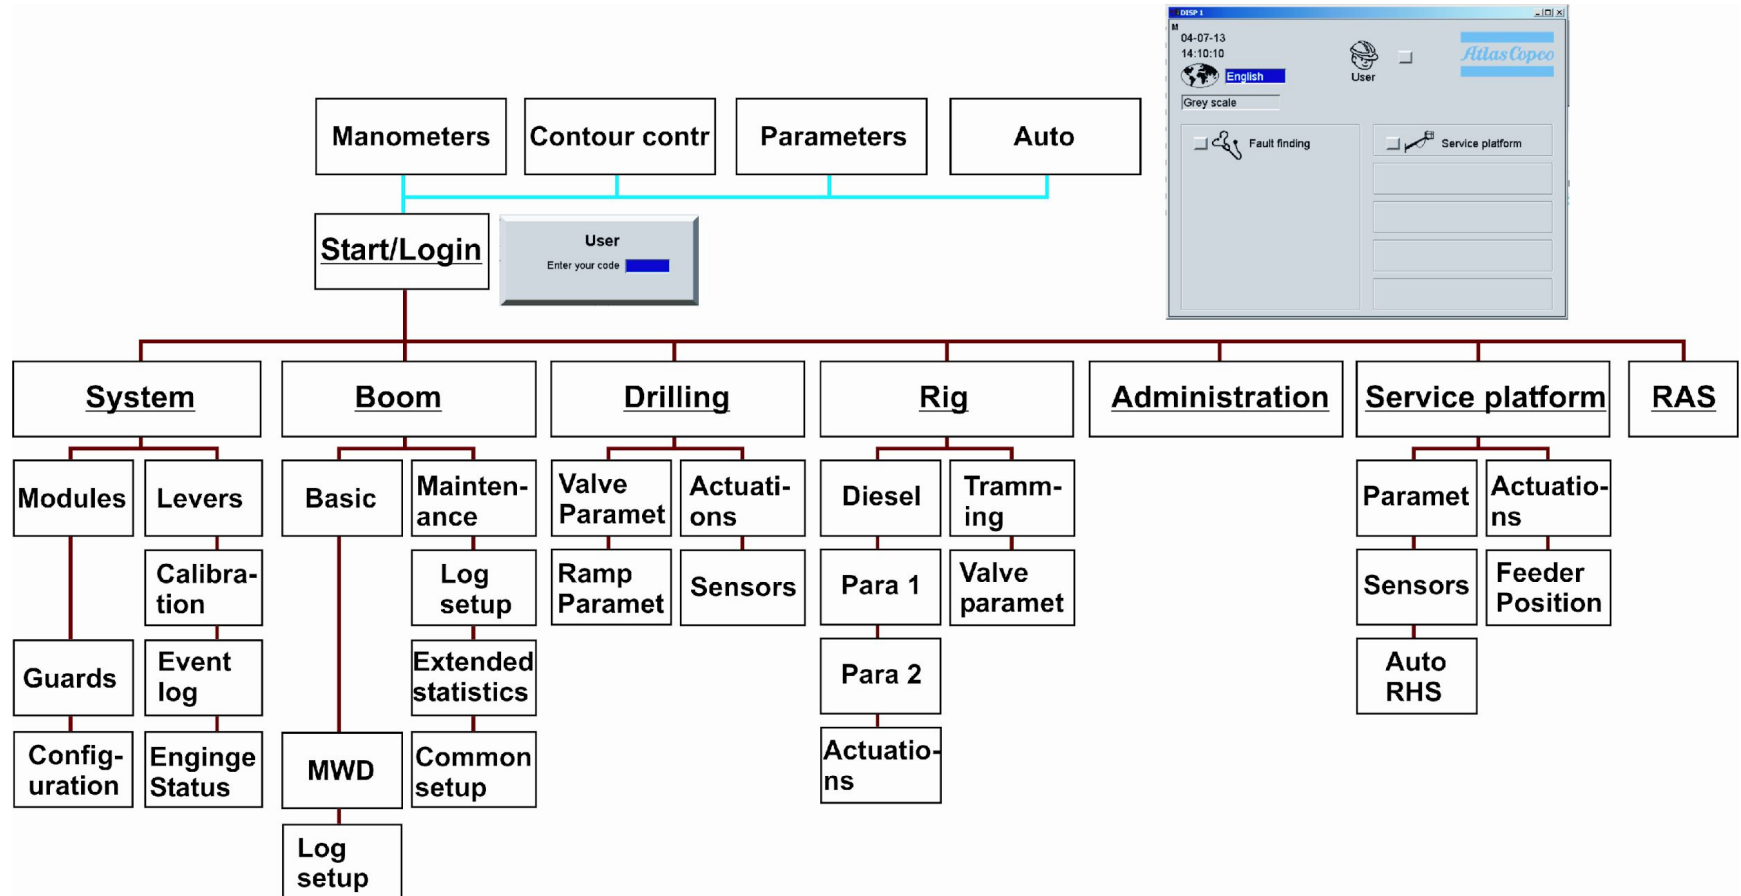 DISP 1
M
04-07-13
14:10:10
English
User
Atlas Copco
Grey scale
Fault finding
Service platform
Manometers
Contour contr
Parameters
Auto
Start/Login
User
Enter your code
System
Boom
Drilling
Rig
Administration
Service platform
RAS
Modules
Levers
Basic
Mainten-
ance
Valve
Paramet
Actuati-
ons
Diesel
Tramm-
ing
Paramet
Actuatio-
ns
Calibra-
tion
Log
setup
Ramp
Paramet
Sensors
Para 1
Valve
paramet
Sensors
Feeder
Position
Guards
Event
log
Extended
statistics
Para 2
Auto
RHS
Config-
uration
Enginge
Status
MWD
Common
setup
Actuatio-
ns
Log
setup